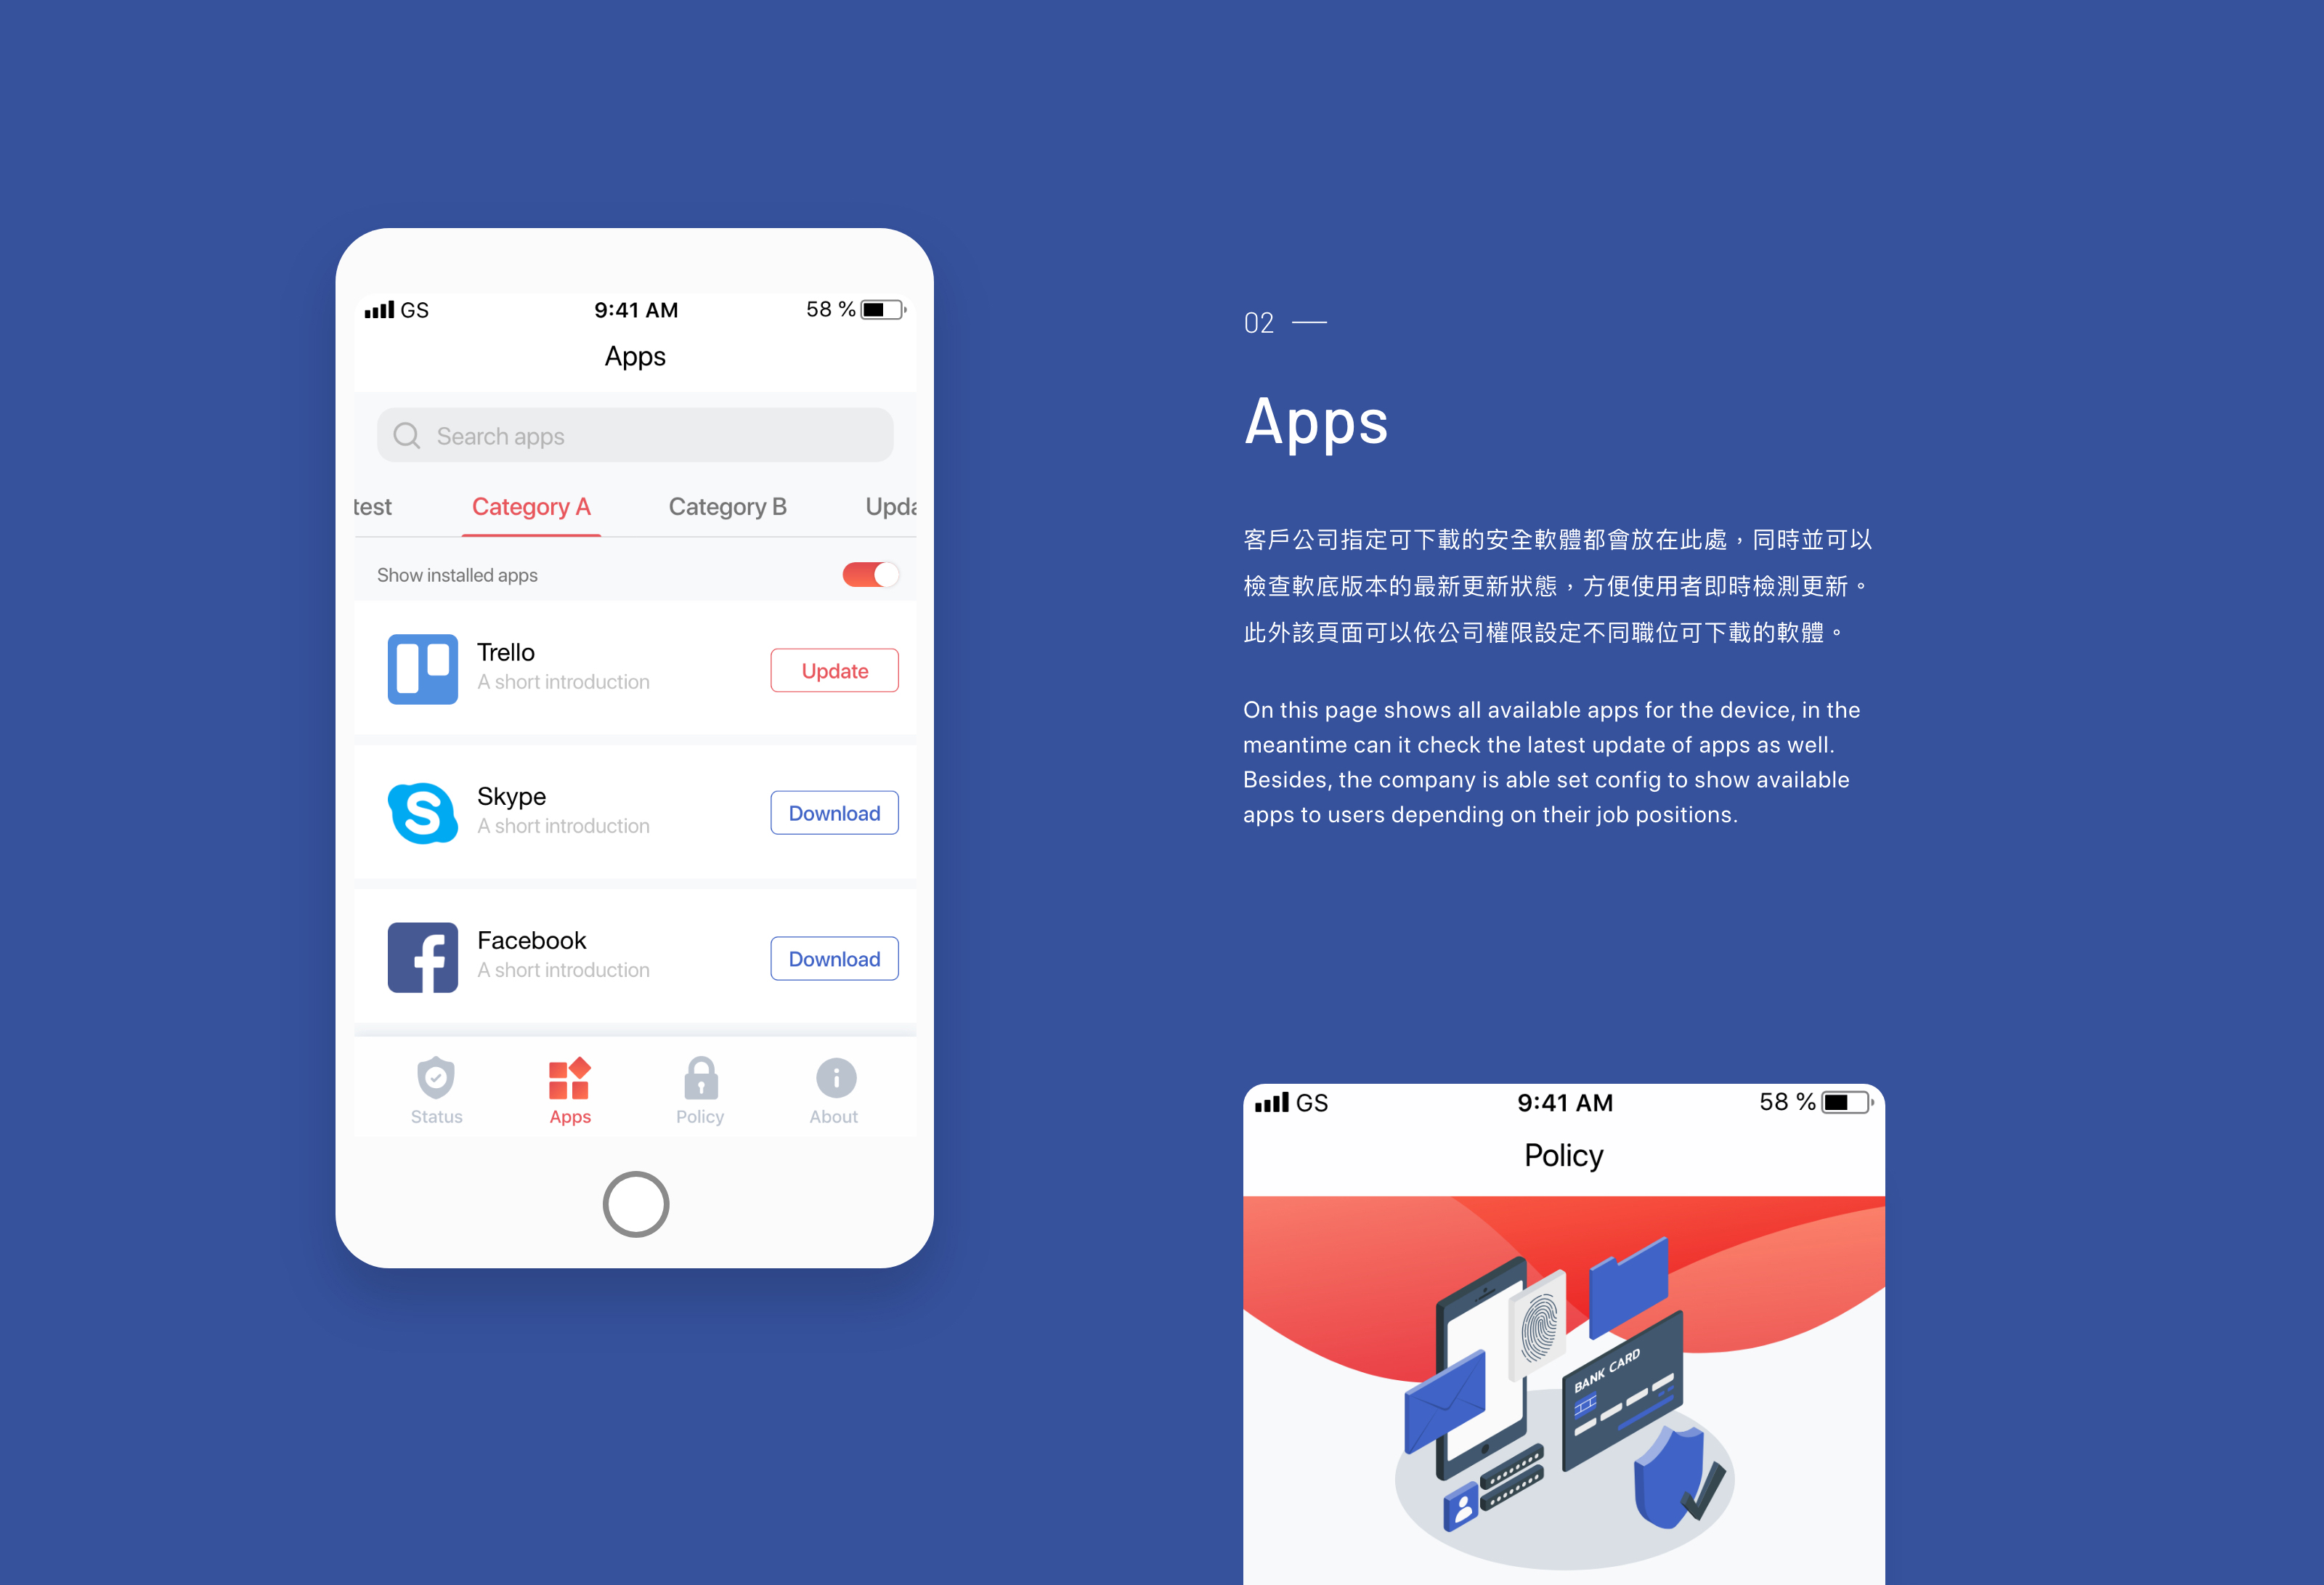 GS 9:41 AM 58 %
Apps
Search apps
test Category A Category B Upda
Show installed apps
Trello
A short introduction
Update
Skype
A short introduction
Download
Facebook
A short introduction
Download
Status Apps Policy About
02
Apps
客戶公司指定可下載的安全軟體都會放在此處，同時並可以
檢查軟底版本的最新更新狀態，方便使用者即時檢測更新。
此外該頁面可以依公司權限設定不同職位可下載的軟體。
On this page shows all available apps for the device, in the
meantime can it check the latest update of apps as well.
Besides, the company is able set config to show available
apps to users depending on their job positions.
GS 9:41 AM 58 %
Policy
BANK CARD